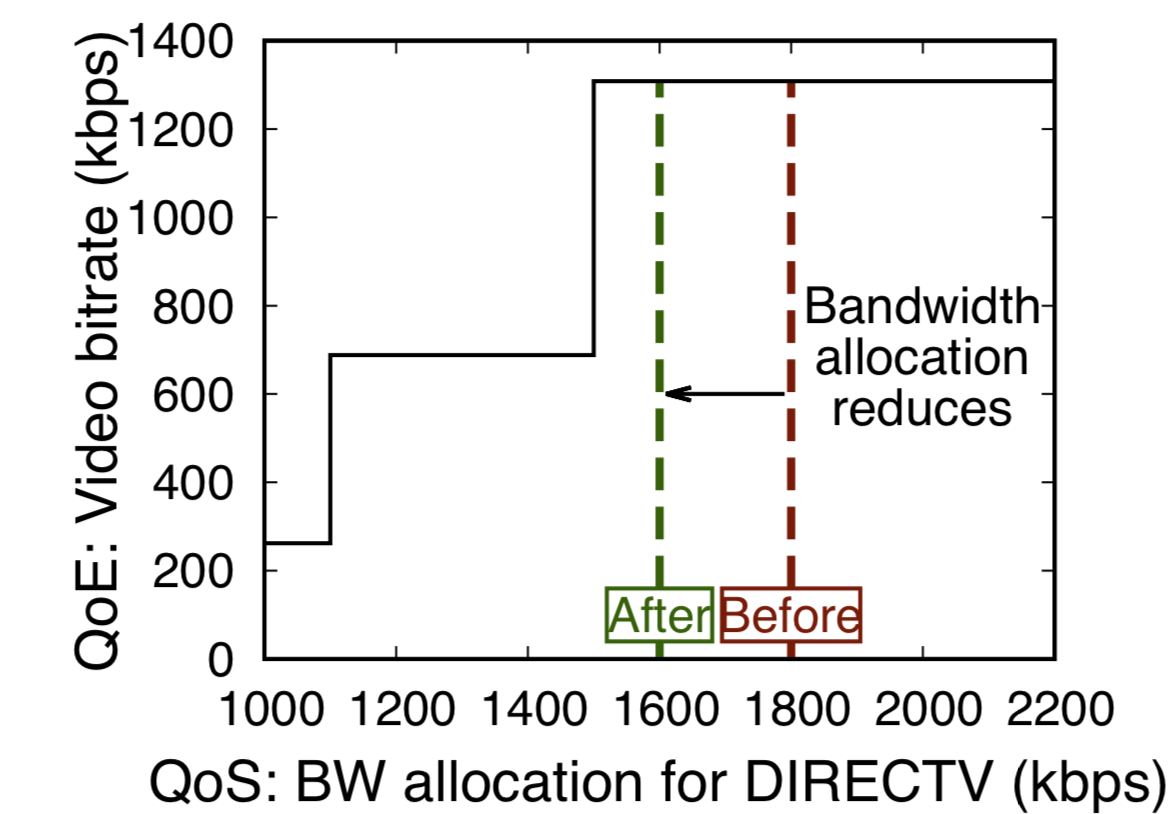 QoE: Video bitrate (kbps)
1400
1200
1000
800
600
400
200
0
Bandwidth
allocation
reduces
After
Before
1000 1200 1400 1600 1800 2000 2200
QoS: BW allocation for DIRECTV (kbps)